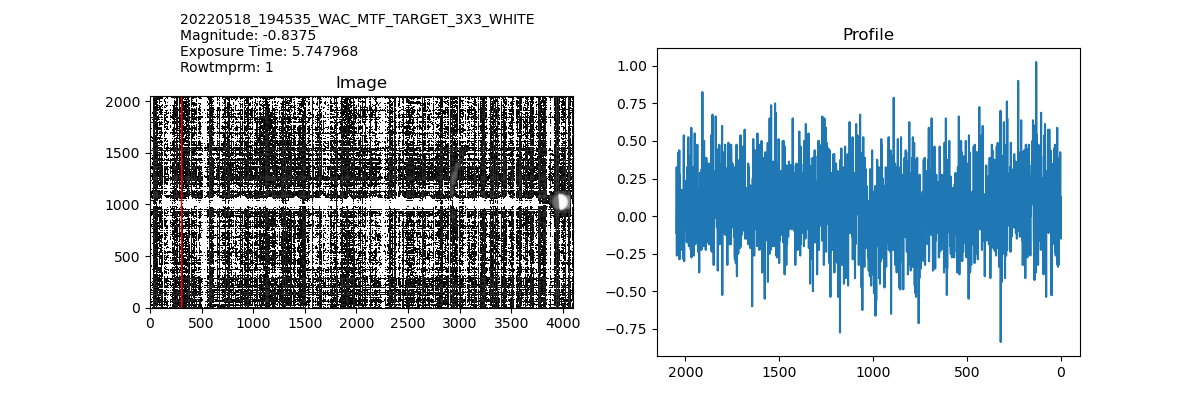 20220518_194535_WAC_MTF_TARGET_3X3_WHITE
Magnitude: -0.8375
Exposure Time: 5.747968
Rowtmprm: 1
Image
2000
1500
1000
500
0
0 500 1000 1500 2000 2500 3000 3500 4000
Profile
1.00
0.75
0.50
0.25
0.00
−0.25
−0.50
−0.75
2000 1500 1000 500 0